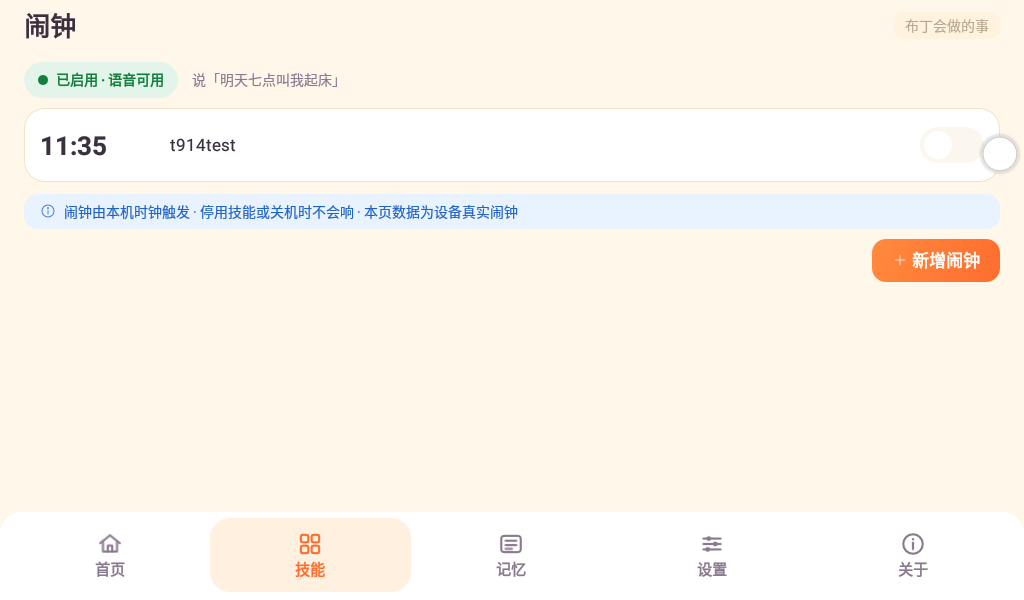 闹钟
布丁会做的事
已启用 · 语音可用
说「明天七点叫我起床」
11:35
t914test
闹钟由本机时钟触发 · 停用技能或关机时不会响 · 本页数据为设备真实闹钟
+ 新增闹钟
首页
技能
记忆
设置
关于